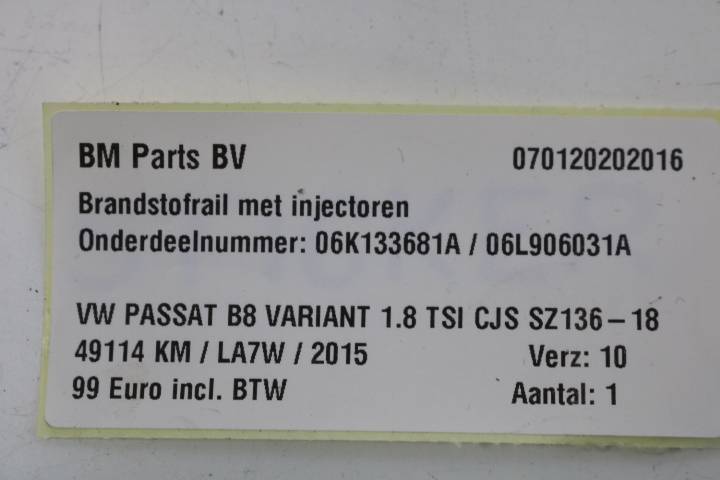 BM Parts BV 070120202016
Brandstofrail met injectoren
Onderdeelnummer: 06K133681A / 06L906031A
VW PASSAT B8 VARIANT 1.8 TSI CJS SZ136-18
49114 KM / LA7W / 2015 Verz: 10
99 Euro incl. BTW Aantal: 1